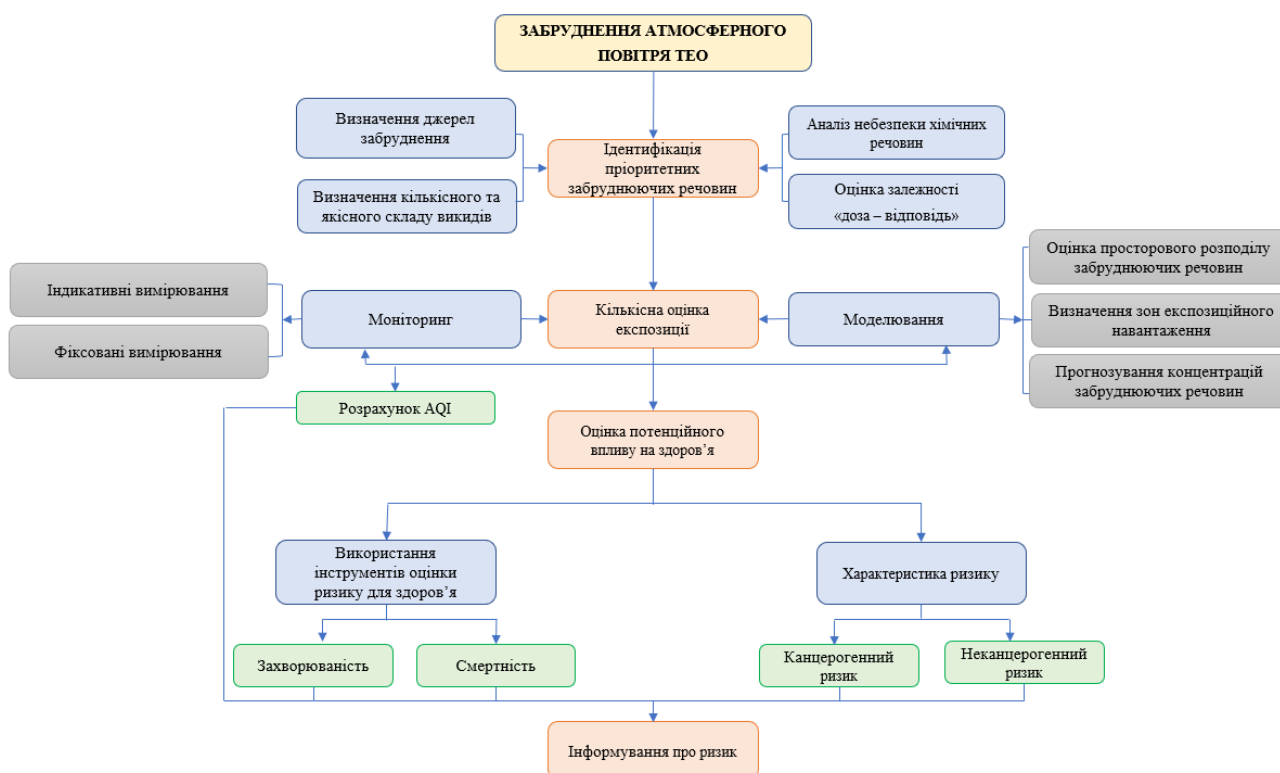 ЗАБРУДНЕННЯ АТМОСФЕРНОГО
ПОВІТРЯ ТЕО
Визначення джерел
забруднення
Визначення кількісного та
якісного складу викидів
Ідентифікація
пріоритетних
забруднюючих речовин
Аналіз небезпеки хімічних
речовин
Оцінка залежності
«доза – відповідь»
Індикативні вимірювання
Фіксовані вимірювання
Моніторинг
Кількісна оцінка
експозиції
Моделювання
Оцінка просторового розподілу
забруднюючих речовин
Визначення зон експозиційного
навантаження
Прогнозування концентрацій
забруднюючих речовин
Розрахунок AQI
Оцінка потенційного
впливу на здоров’я
Використання
інструментів оцінки
ризику для здоров’я
Характеристика ризику
Захворюваність
Смертність
Канцерогенний
ризик
Неканцерогенний
ризик
Інформування про ризик